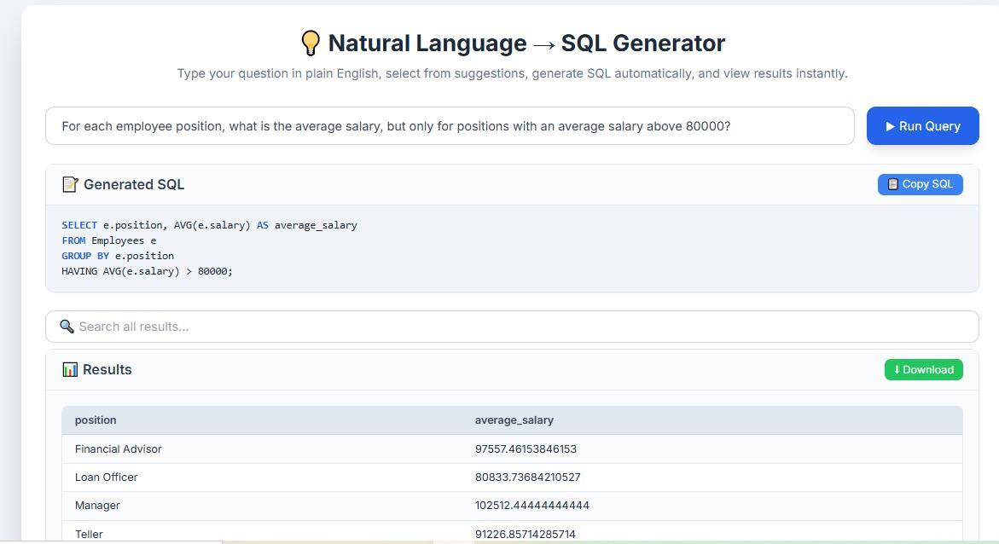 Natural Language → SQL Generator
Type your question in plain English, select from suggestions, generate SQL automatically, and view results instantly.
For each employee position, what is the average salary, but only for positions with an average salary above 80000?
Run Query
Generated SQL
Copy SQL
SELECT e.position, AVG(e.salary) AS average_salary
FROM Employees e
GROUP BY e.position
HAVING AVG(e.salary) > 80000;
Search all results...
Results
Download
position average_salary
Financial Advisor 97557.46153846153
Loan Officer 80833.73684210527
Manager 102512.44444444444
Teller 91226.85714285714